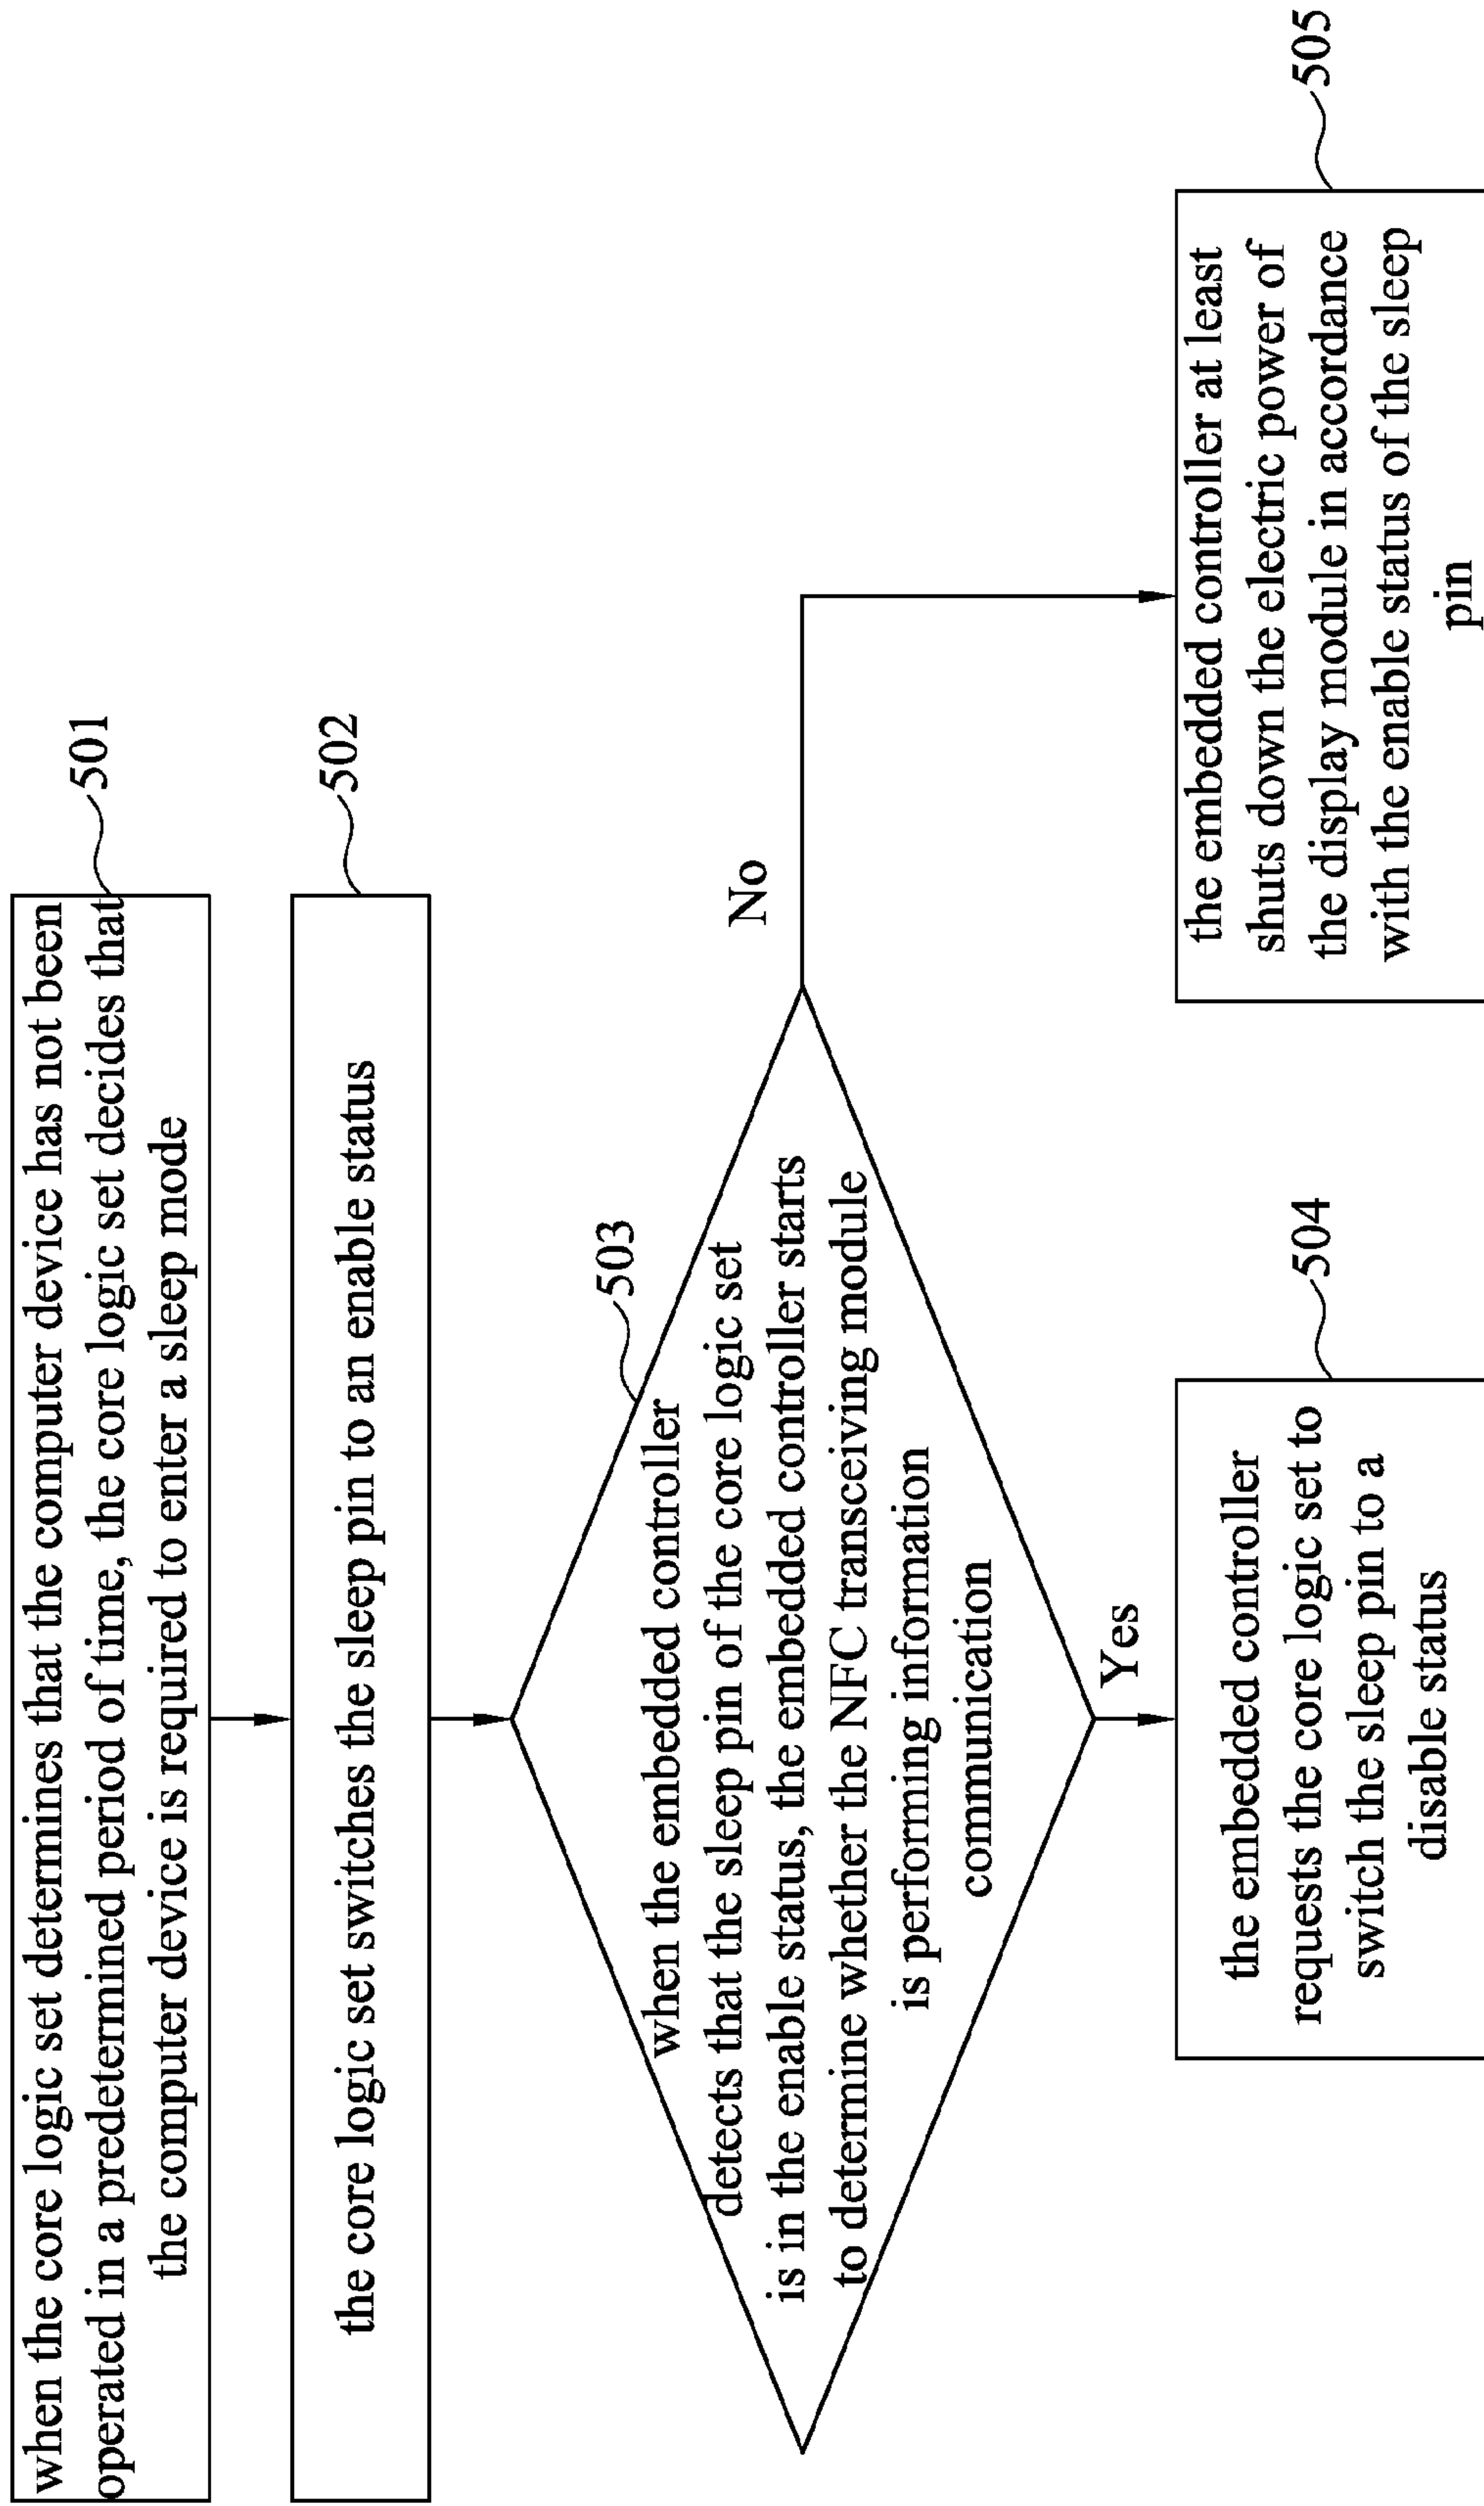 when the core logic set determines that the computer device has not been
operated in a predetermined period of time, the core logic set decides that
the computer device is required to enter a sleep mode
501
the core logic set switches the sleep pin to an enable status
502
503
when the embedded controller
detects that the sleep pin of the core logic set
is in the enable status, the embedded controller starts
to determine whether the NFC transceiving module
is performing information
communication
No
Yes
the embedded controller
requests the core logic set to
switch the sleep pin to a
disable status
504
the embedded controller at least
shuts down the electric power of
the display module in accordance
with the enable status of the sleep
pin
505